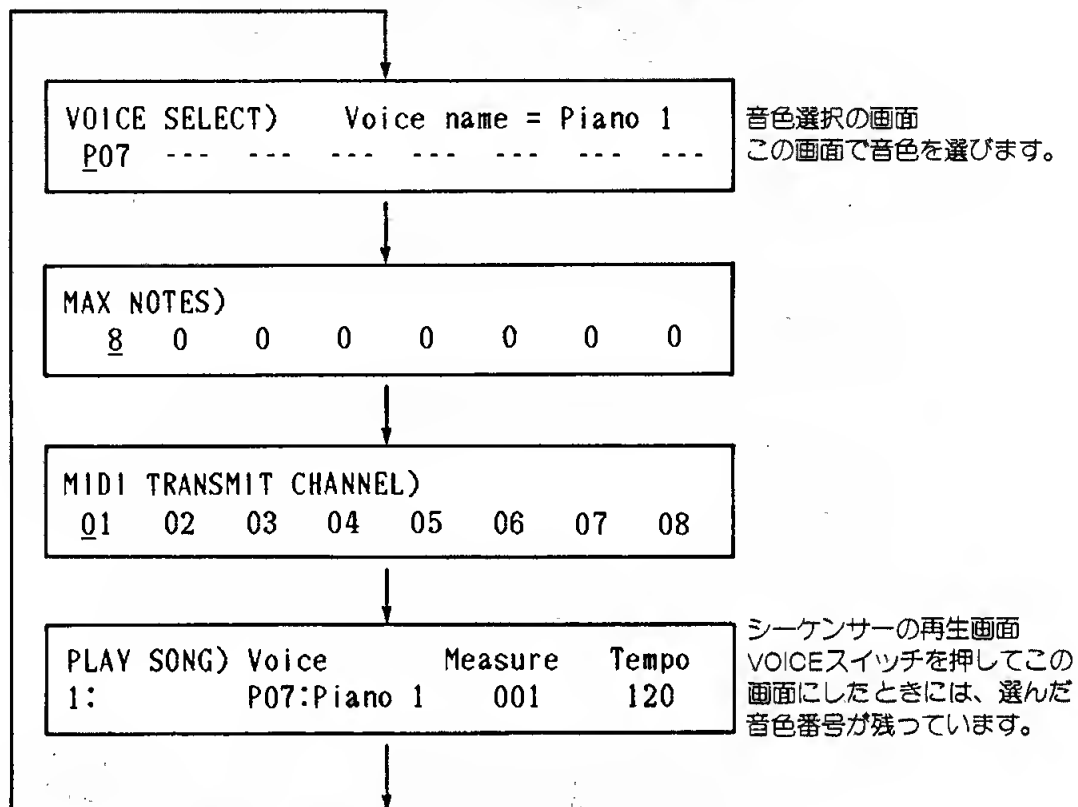 VOICE SELECT) Voice name = Piano 1
P07 --- --- --- --- --- --- ---
音色選択の画面
この画面で音色を選びます。
MAX NOTES)
8 0 0 0 0 0 0 0
MIDI TRANSMIT CHANNEL)
01 02 03 04 05 06 07 08
PLAY SONG) Voice Measure Tempo
1: P07:Piano 1 001 120
シーケンサーの再生画面
VOICEスイッチを押してこの
画面にしたときには、選んだ
音色番号が残っています。